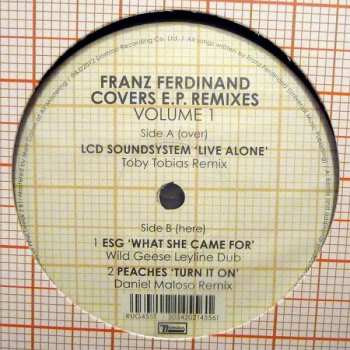 FRANZ FERDINAND
COVERS E.P. REMIXES
VOLUME 1
Side A (over)
LCD SOUNDSYSTEM 'LIVE ALONE'
Toby Tobias Remix
Side B (here)
1 ESG 'WHAT SHE CAME FOR'
Wild Geese Leyline Dub
2 PEACHES 'TURN IT ON'
Daniel Maloso Remix
Domino